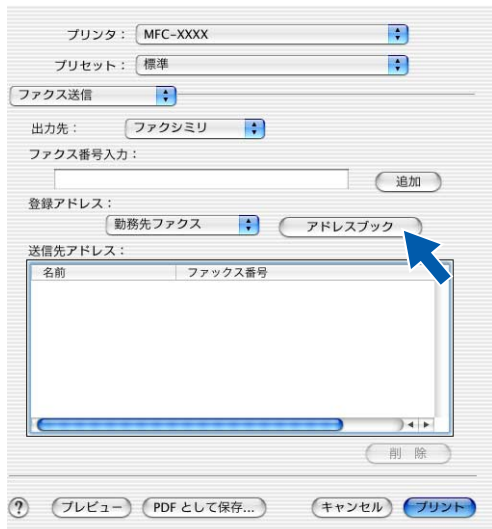 プリンタ： MFC-XXXX
プリセット： 標準
ファクス送信
出力先： ファクシミリ
ファクス番号入力：
追加
登録アドレス：
勤務先ファクス アドレスブック
送信先アドレス：
名前 ファックス番号
削 除
? プレビュー PDF として保存... キャンセル プリント